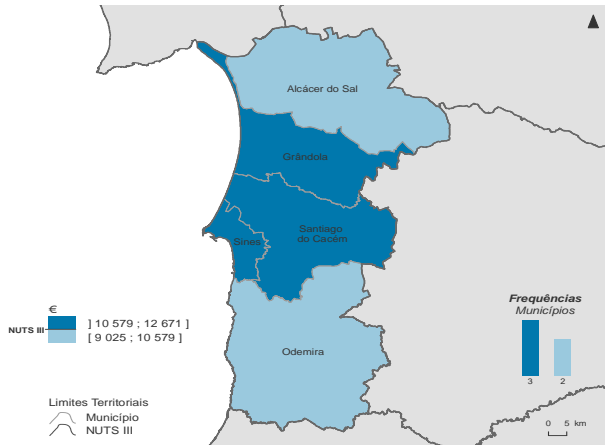 Alcácer do Sal
Grândola
Santiago
do Cacém
Sines
Odemira
€
NUTS III
] 10 579 ; 12 671 ]
[ 9 025 ; 10 579 ]
Limites Territoriais
Município
NUTS III
Frequências
Municípios
3 2
0 5 km